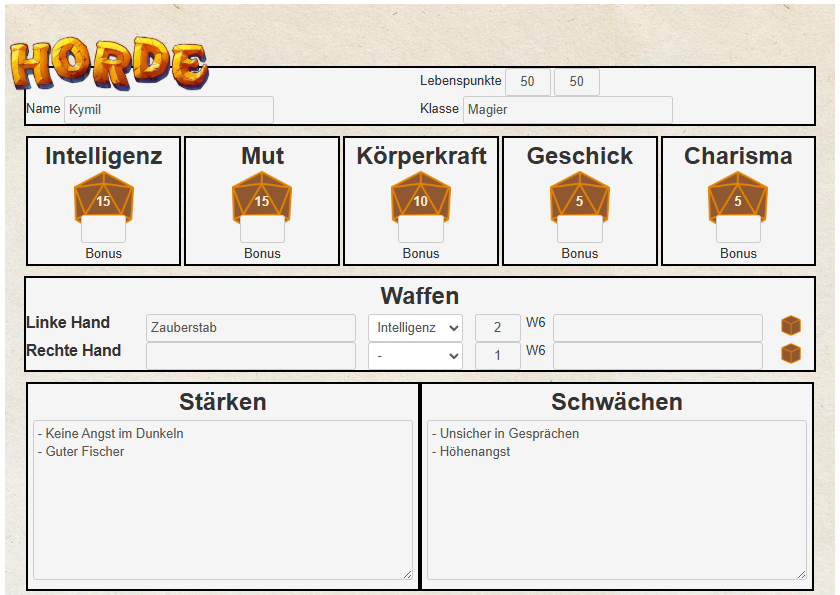 HORDE
Lebenspunkte 50 50
Name Kymil Klasse Magier
Intelligenz Mut Körperkraft Geschick Charisma
15 15 10 5 5
Bonus Bonus Bonus Bonus Bonus
Waffen
Linke Hand Zauberstab Intelligenz 2 W6
Rechte Hand - 1 W6
Stärken Schwächen
- Keine Angst im Dunkeln - Unsicher in Gesprächen
- Guter Fischer - Höhenangst